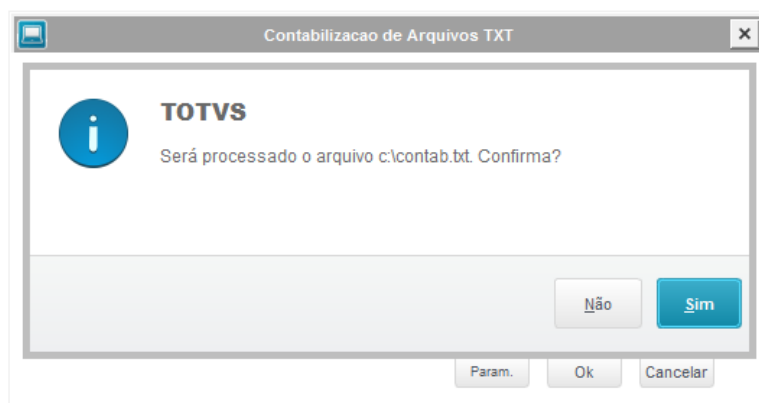 Contabilizacao de Arquivos TXT
TOTVS
Será processado o arquivo c:\contab.txt. Confirma?
Não
Sim
Param.
Ok
Cancelar